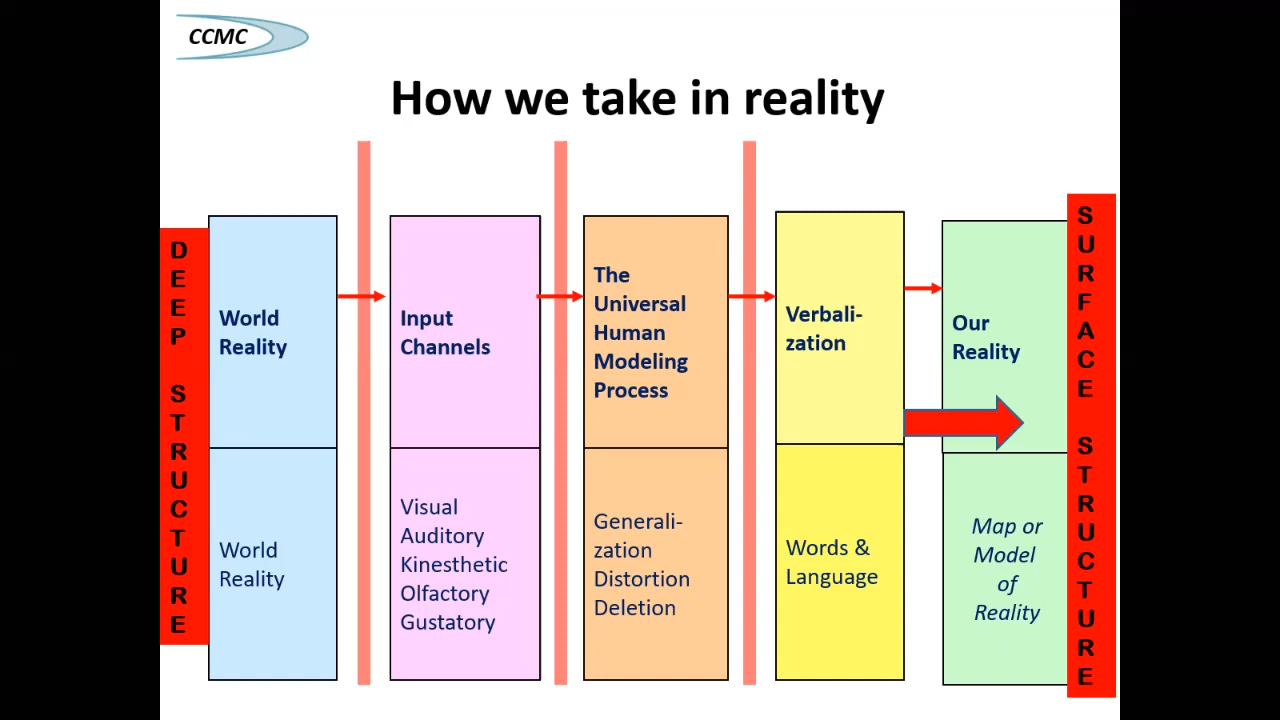 CCMC
How we take in reality
DEEP STRUCTURE
World
Reality
World
Reality
Input
Channels
Visual
Auditory
Kinesthetic
Olfactory
Gustatory
The
Universal
Human
Modeling
Process
Generali-
zation
Distortion
Deletion
Verbali-
zation
Words &
Language
Our
Reality
Map or
Model
of
Reality
SURFACE STRUCTURE